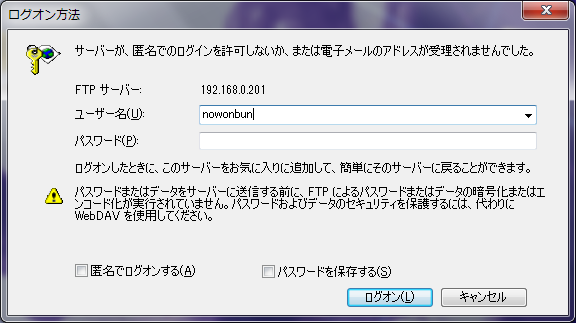 ログオン方法
サーバーが、匿名でのログインを許可しないか、または電子メールのアドレスが受理されませんでした。
FTP サーバー: 192.168.0.201
ユーザー名(U): nowonbun
パスワード(P):
ログオンしたときに、このサーバーをお気に入りに追加して、簡単にそのサーバーに戻ることができます。
パスワードまたはデータをサーバーに送信する前に、FTP によるパスワードまたはデータの暗号化またはエ
ンコード化が実行されていません。パスワードおよびデータのセキュリティを保護するには、代わりに
WebDAV を使用してください。
匿名でログオンする(A) パスワードを保存する(S)
ログオン(L) キャンセル